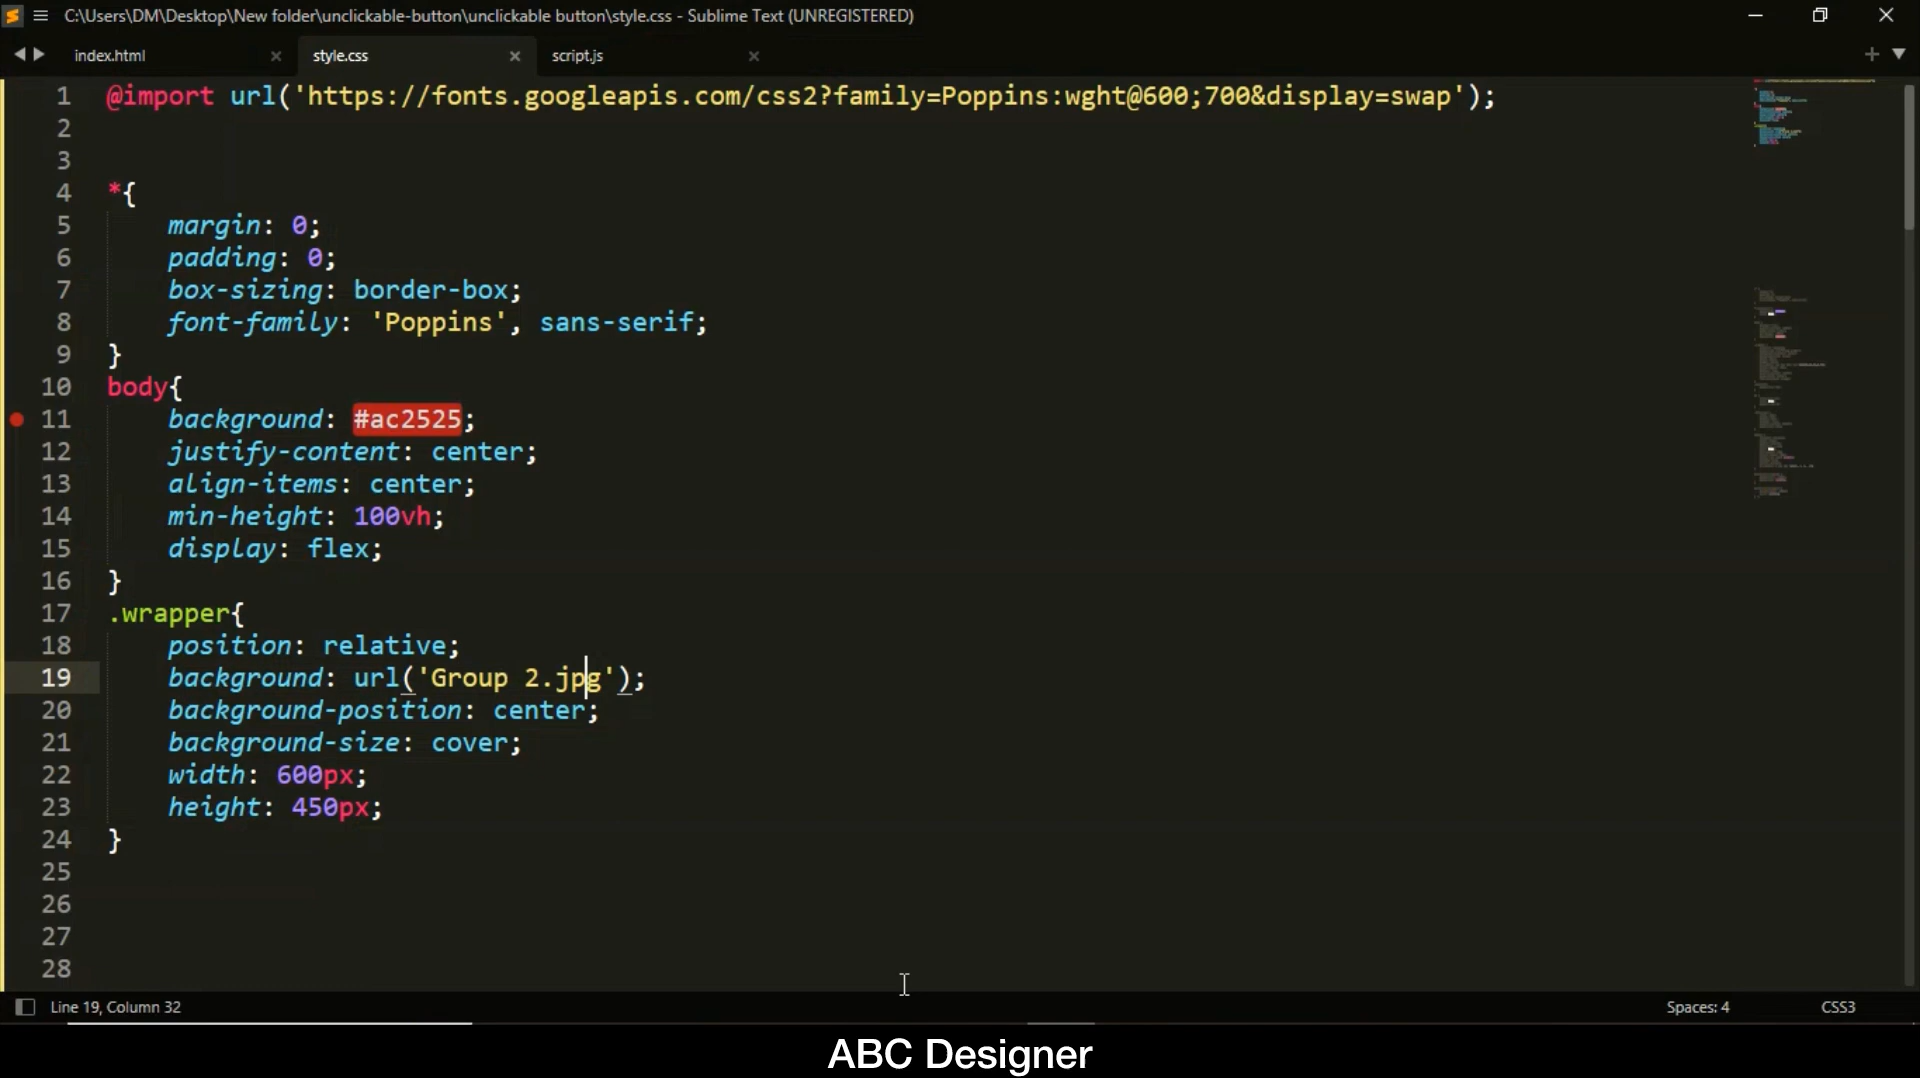 C:\Users\DM\Desktop\New folder\unclickable-button\unclickable button\style.css - Sublime Text (UNREGISTERED)
index.html style.css script.js
1 @import url('https://fonts.googleapis.com/css2?family=Poppins:wght@600;700&display=swap');
2
3
4 *{
5 margin: 0;
6 padding: 0;
7 box-sizing: border-box;
8 font-family: 'Poppins', sans-serif;
9 }
10 body{
11 background: #ac2525;
12 justify-content: center;
13 align-items: center;
14 min-height: 100vh;
15 display: flex;
16 }
17 .wrapper{
18 position: relative;
19 background: url('Group 2.jpg');
20 background-position: center;
21 background-size: cover;
22 width: 600px;
23 height: 450px;
24 }
25
26
27
28
Line 19, Column 32 Spaces: 4 CSS3
ABC Designer